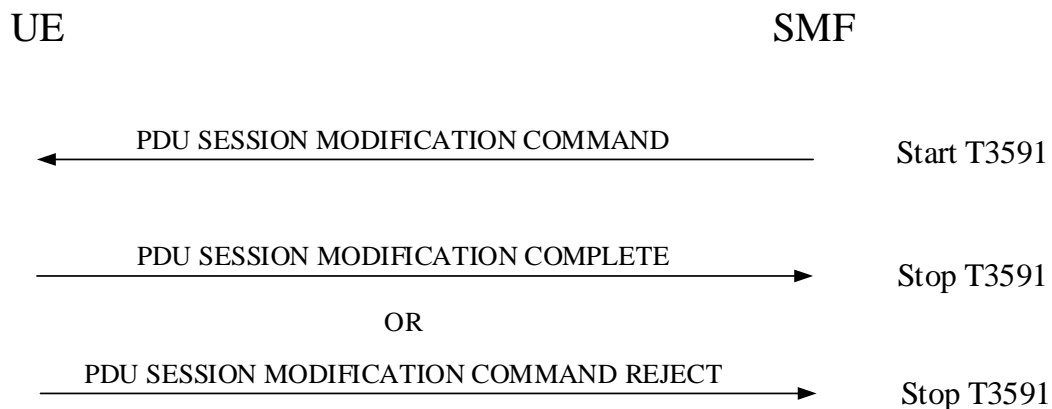 UE SMF
PDU SESSION MODIFICATION COMMAND Start T3591
PDU SESSION MODIFICATION COMPLETE Stop T3591
OR
PDU SESSION MODIFICATION COMMAND REJECT Stop T3591